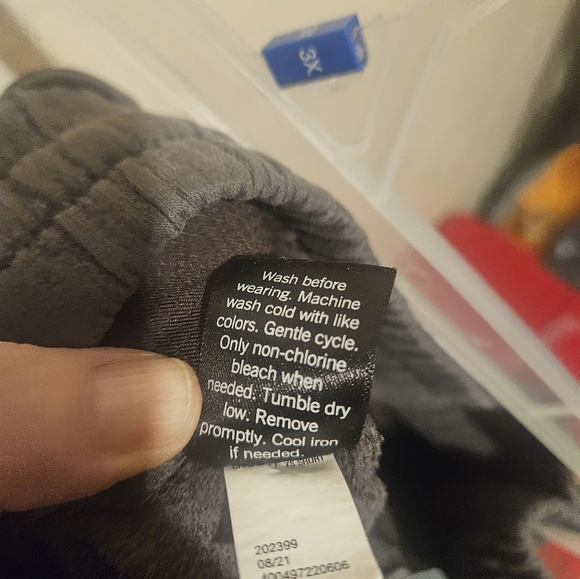 3X
Wash before
wearing. Machine
wash cold with like
colors. Gentle cycle.
Only non-chlorine
bleach when
needed. Tumble dry
low. Remove
promptly. Cool iron
if needed.
202399
08/21
400497220606